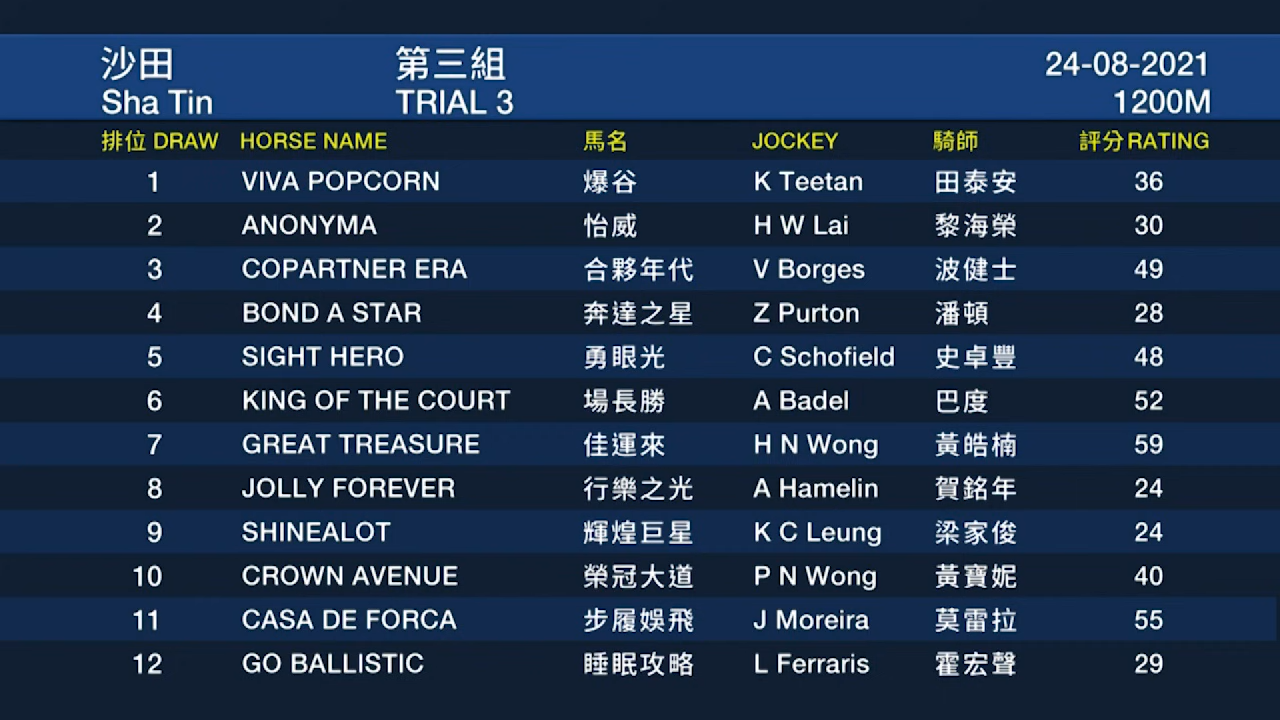 沙田 第三組 24-08-2021
Sha Tin TRIAL 3 1200M
排位 DRAW HORSE NAME 馬名 JOCKEY 騎師 評分 RATING
1 VIVA POPCORN 爆谷 K Teetan 田泰安 36
2 ANONYMA 怡威 H W Lai 黎海榮 30
3 COPARTNER ERA 合夥年代 V Borges 波健士 49
4 BOND A STAR 奔達之星 Z Purton 潘頓 28
5 SIGHT HERO 勇眼光 C Schofield 史卓豐 48
6 KING OF THE COURT 場長勝 A Badel 巴度 52
7 GREAT TREASURE 佳運來 H N Wong 黃皓楠 59
8 JOLLY FOREVER 行樂之光 A Hamelin 賀銘年 24
9 SHINEALOT 輝煌巨星 K C Leung 梁家俊 24
10 CROWN AVENUE 榮冠大道 P N Wong 黃寶妮 40
11 CASA DE FORCA 步履娛飛 J Moreira 莫雷拉 55
12 GO BALLISTIC 睡眠攻略 L Ferraris 霍宏聲 29